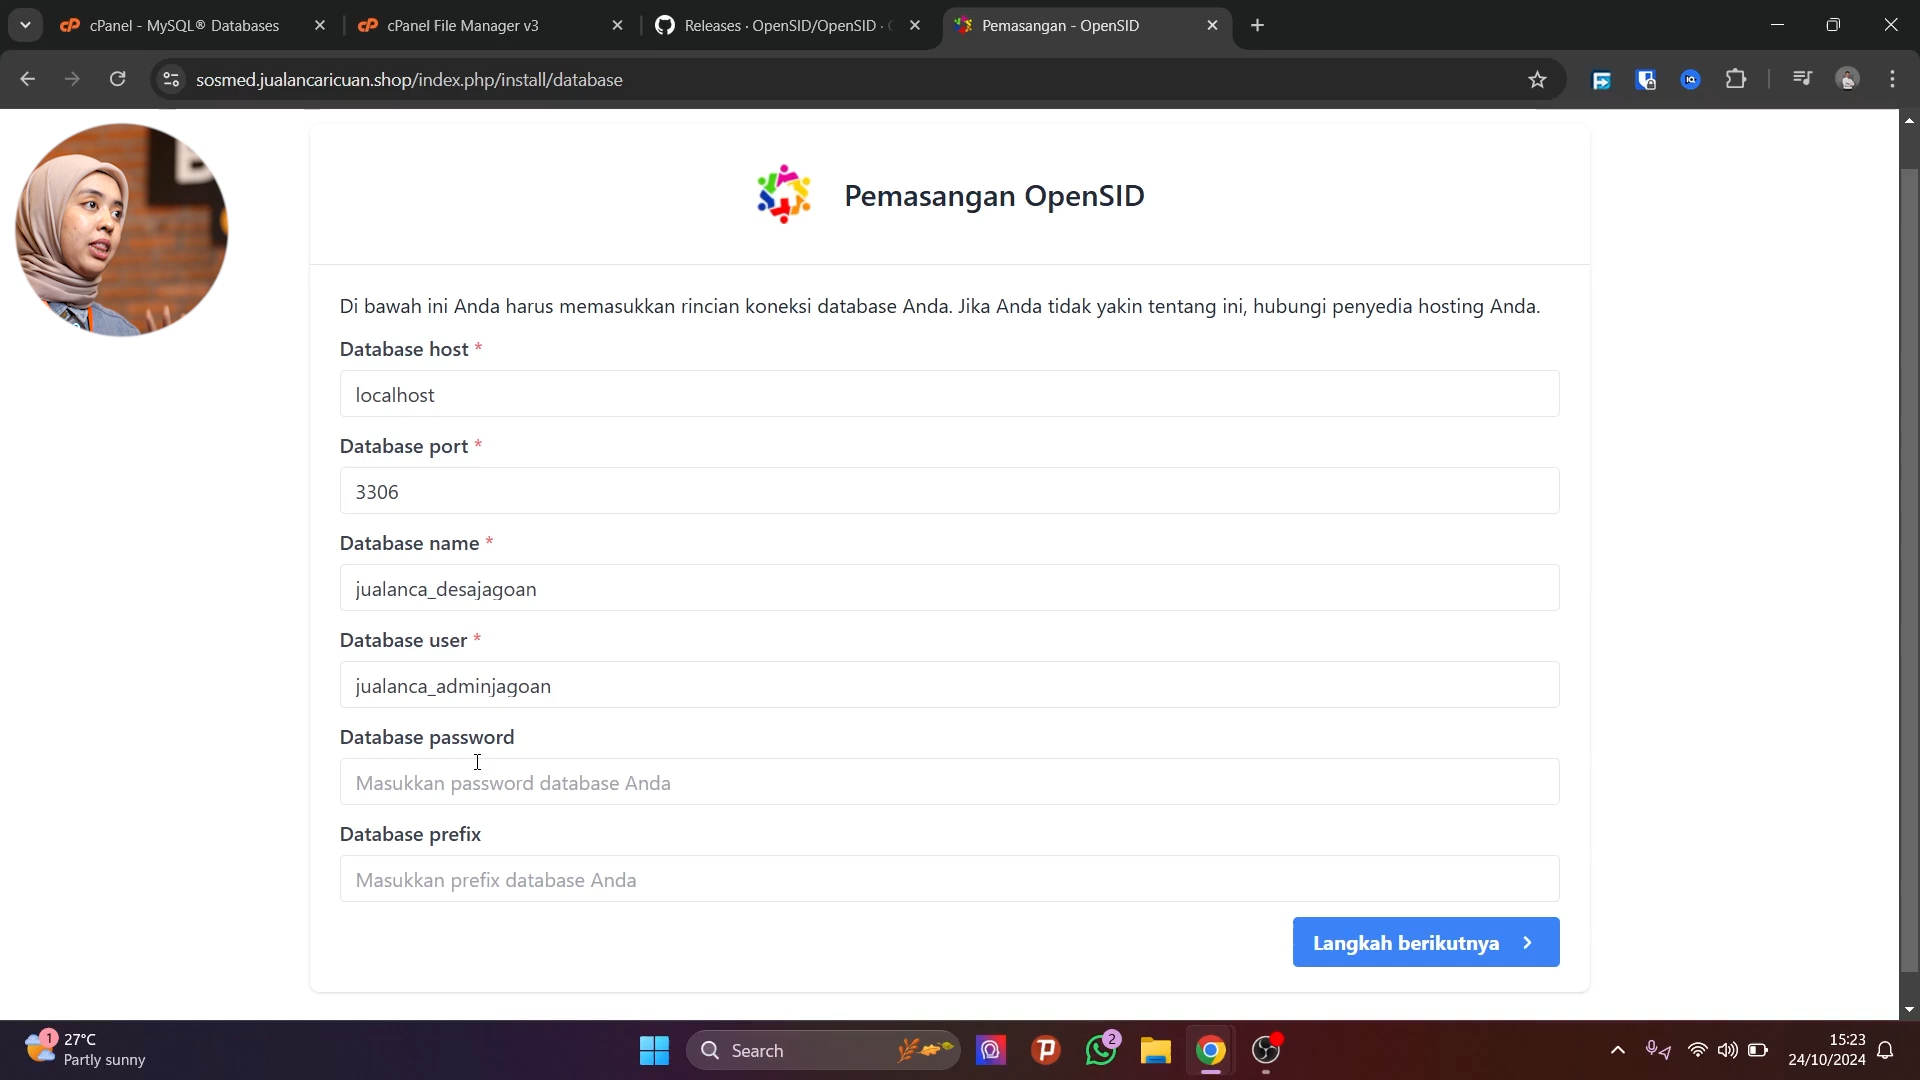 cPanel - MySQL® Databases
cPanel File Manager v3
Releases · OpenSID/OpenSID ·
Pemasangan - OpenSID
sosmed.jualancaricuan.shop/index.php/install/database
Pemasangan OpenSID
Di bawah ini Anda harus memasukkan rincian koneksi database Anda. Jika Anda tidak yakin tentang ini, hubungi penyedia hosting Anda.
Database host *
localhost
Database port *
3306
Database name *
jualanca_desajagoan
Database user *
jualanca_adminjagoan
Database password
Masukkan password database Anda
Database prefix
Masukkan prefix database Anda
Langkah berikutnya
1
27°C
Partly sunny
Search
2
15:23
24/10/2024